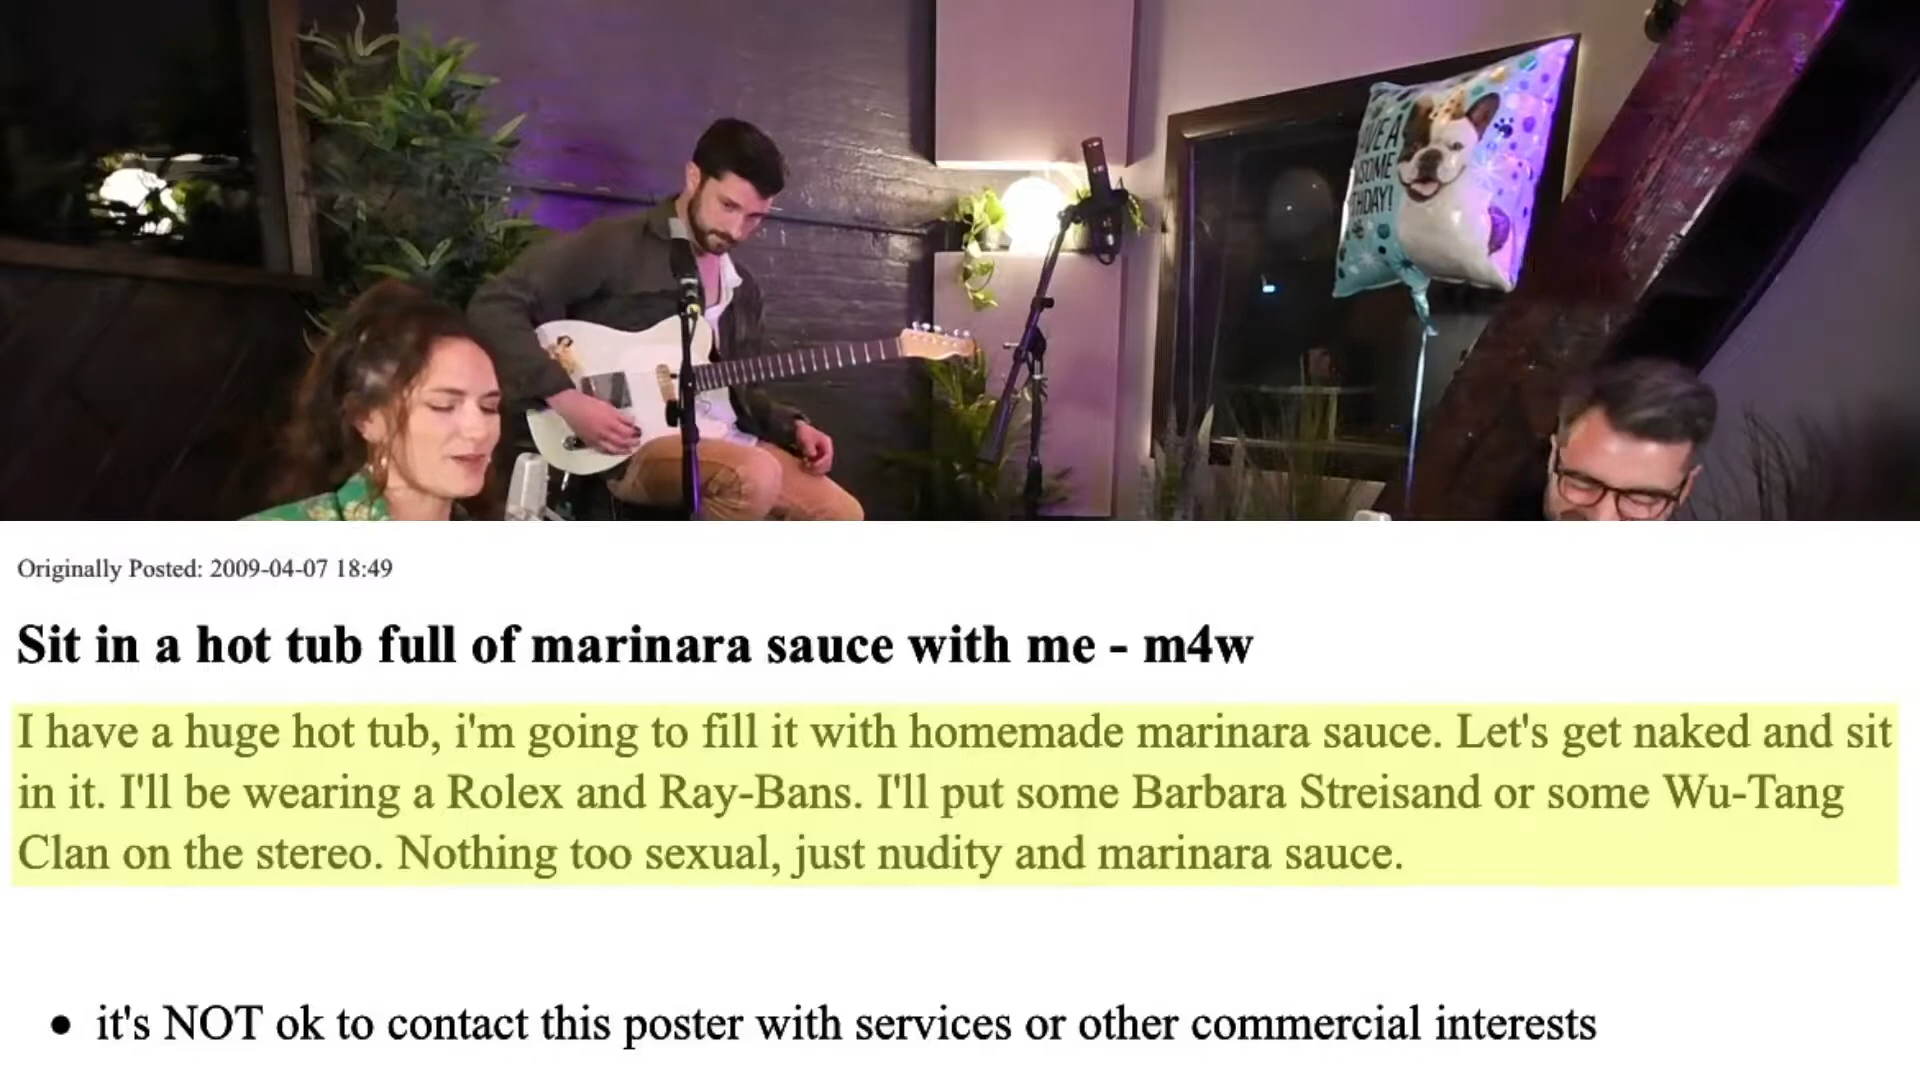 VE A
SOME
THDAY!
Originally Posted: 2009-04-07 18:49
Sit in a hot tub full of marinara sauce with me - m4w
I have a huge hot tub, i'm going to fill it with homemade marinara sauce. Let's get naked and sit
in it. I'll be wearing a Rolex and Ray-Bans. I'll put some Barbara Streisand or some Wu-Tang
Clan on the stereo. Nothing too sexual, just nudity and marinara sauce.
• it's NOT ok to contact this poster with services or other commercial interests